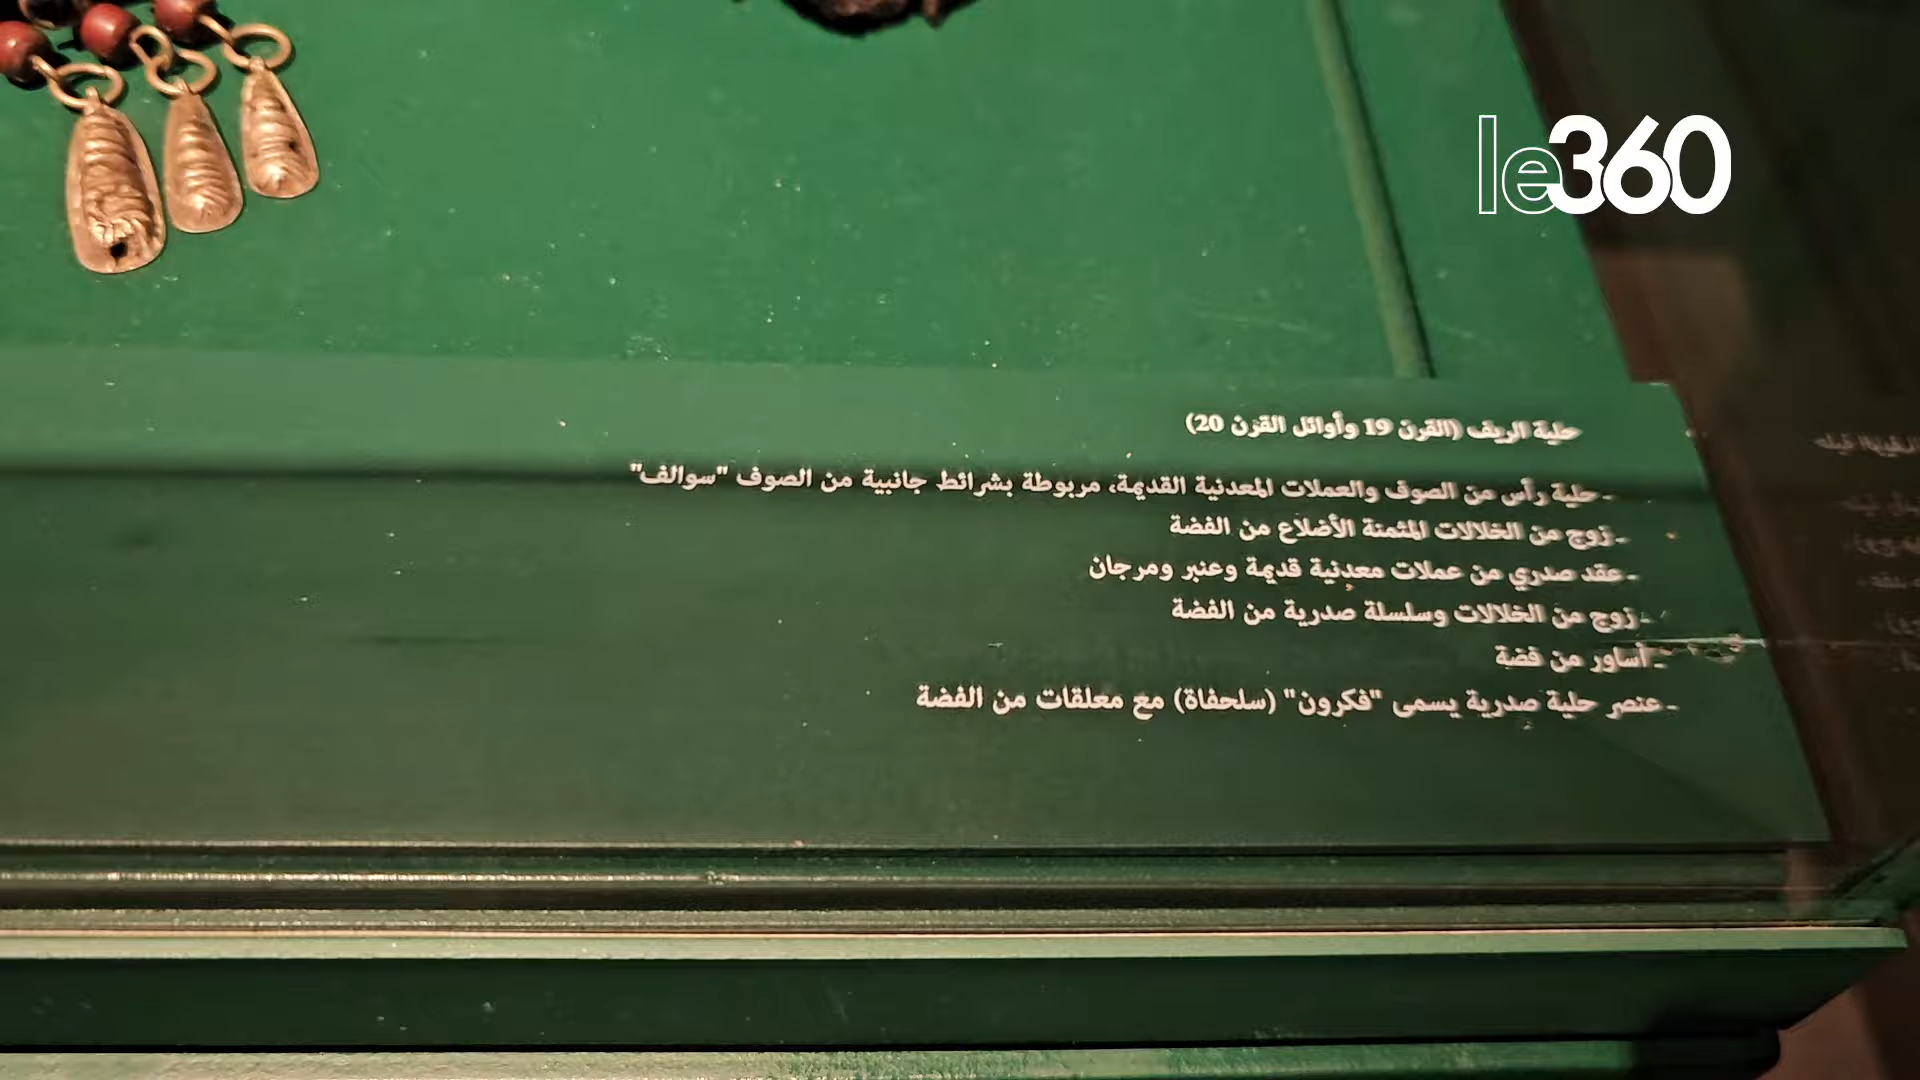 le360
حلية الريف (القرن 19 وأوائل القرن 20)
- حلية رأس من الصوف والعملات المعدنية القديمة، مربوطة بشرائط جانبية من الصوف "سوالف"
- زوج من الخلالات المثمنة الأضلاع من الفضة
- عقد صدري من عملات معدنية قديمة وعنبر ومرجان
- زوج من الخلالات وسلسلة صدرية من الفضة
- أساور من فضة
- عنصر حلية صدرية يسمى "فكرون" (سلحفاة) مع معلقات من الفضة